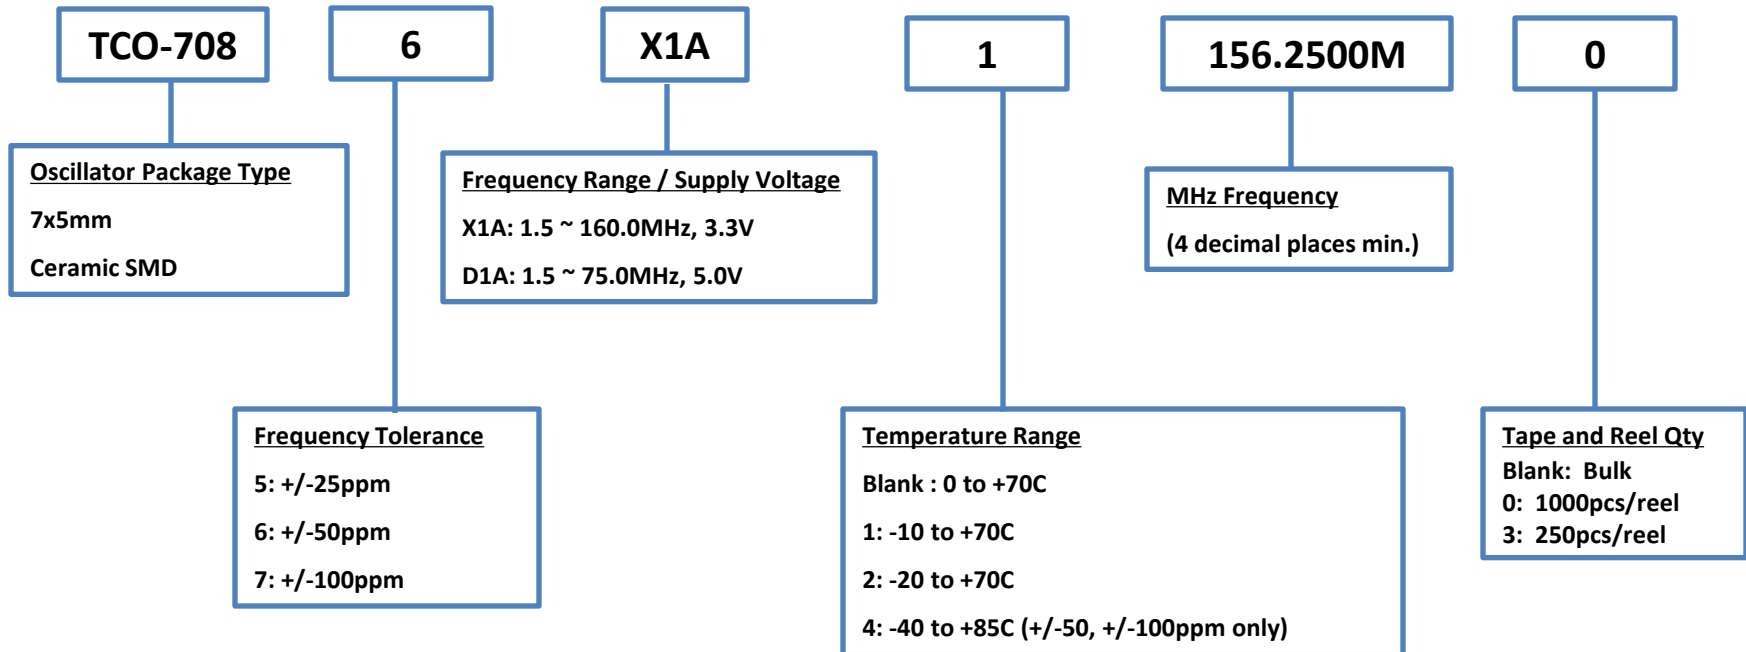 TCO-708
6
X1A
1
156.2500M
0
Oscillator Package Type
7x5mm
Ceramic SMD
Frequency Range / Supply Voltage
X1A: 1.5 ~ 160.0MHz, 3.3V
D1A: 1.5 ~ 75.0MHz, 5.0V
MHz Frequency
(4 decimal places min.)
Frequency Tolerance
5: +/-25ppm
6: +/-50ppm
7: +/-100ppm
Temperature Range
Blank : 0 to +70C
1: -10 to +70C
2: -20 to +70C
4: -40 to +85C (+/-50, +/-100ppm only)
Tape and Reel Qty
Blank: Bulk
0: 1000pcs/reel
3: 250pcs/reel